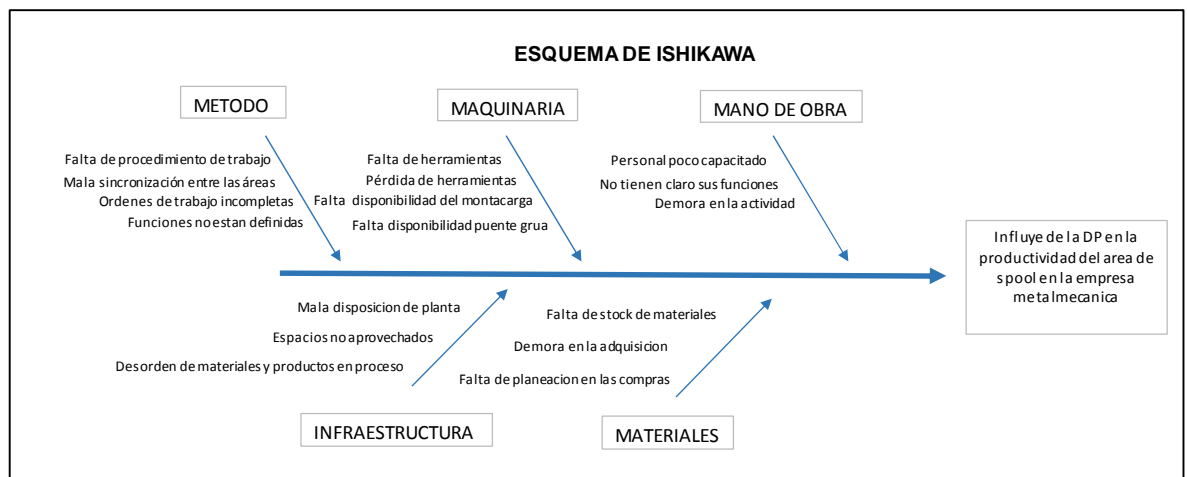 ESQUEMA DE ISHIKAWA
METODO
MAQUINARIA
MANO DE OBRA
Falta de procedimiento de trabajo
Mala sincronización entre las áreas
Ordenes de trabajo incompletas
Funciones no estan definidas
Falta de herramientas
Pérdida de herramientas
Falta disponibilidad del montacarga
Falta disponibilidad puente grua
Personal poco capacitado
No tienen claro sus funciones
Demora en la actividad
Influye de la DP en la
productividad del area de
spool en la empresa
metalmecanica
Mala disposicion de planta
Espacios no aprovechados
Desorden de materiales y productos en proceso
Falta de stock de materiales
Demora en la adquisicion
Falta de planeacion en las compras
INFRAESTRUCTURA
MATERIALES